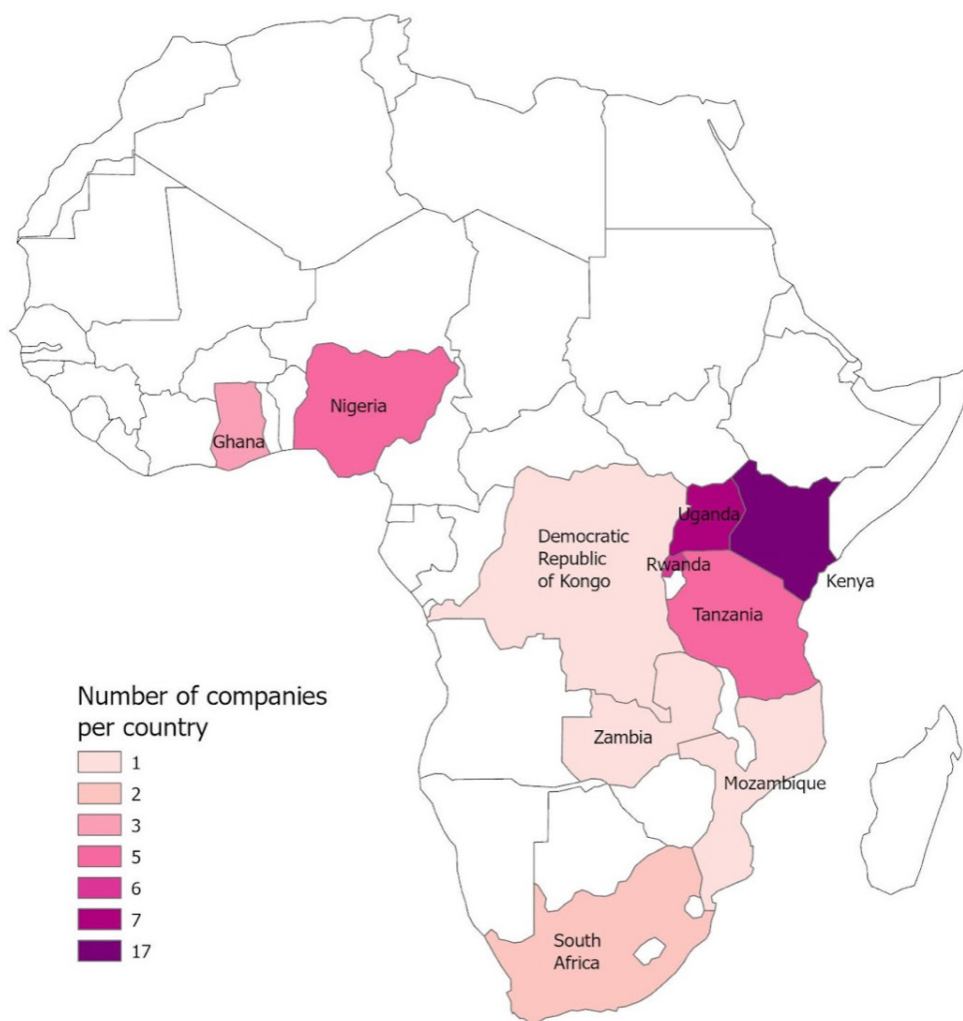 Nigeria
Ghana
Uganda
Democratic
Republic
of Kongo
Rwanda
Kenya
Tanzania
Number of companies
per country
Zambia
1
Mozambique
2
3
5
6
7
South
Africa
17